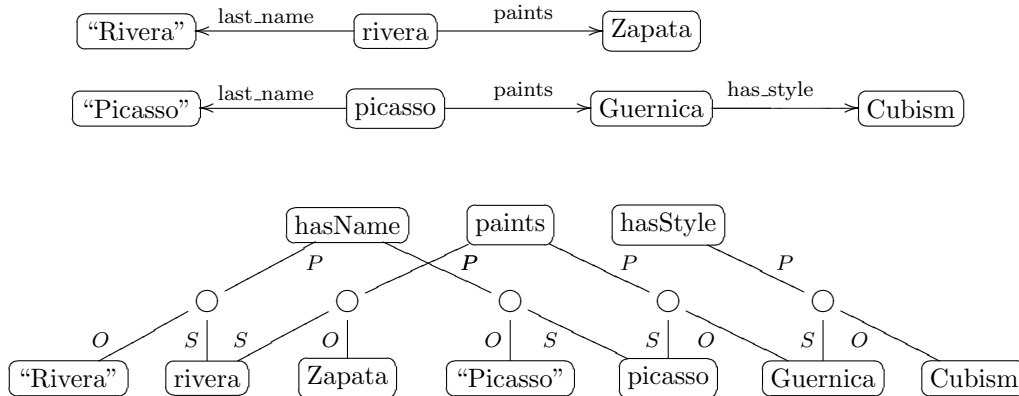 last_name paints
“Rivera” rivera Zapata
last_name paints has_style
“Picasso” picasso Guernica Cubism
hasName paints hasStyle
P P P P
O S S O O S S O S O
“Rivera” rivera Zapata “Picasso” picasso Guernica Cubism